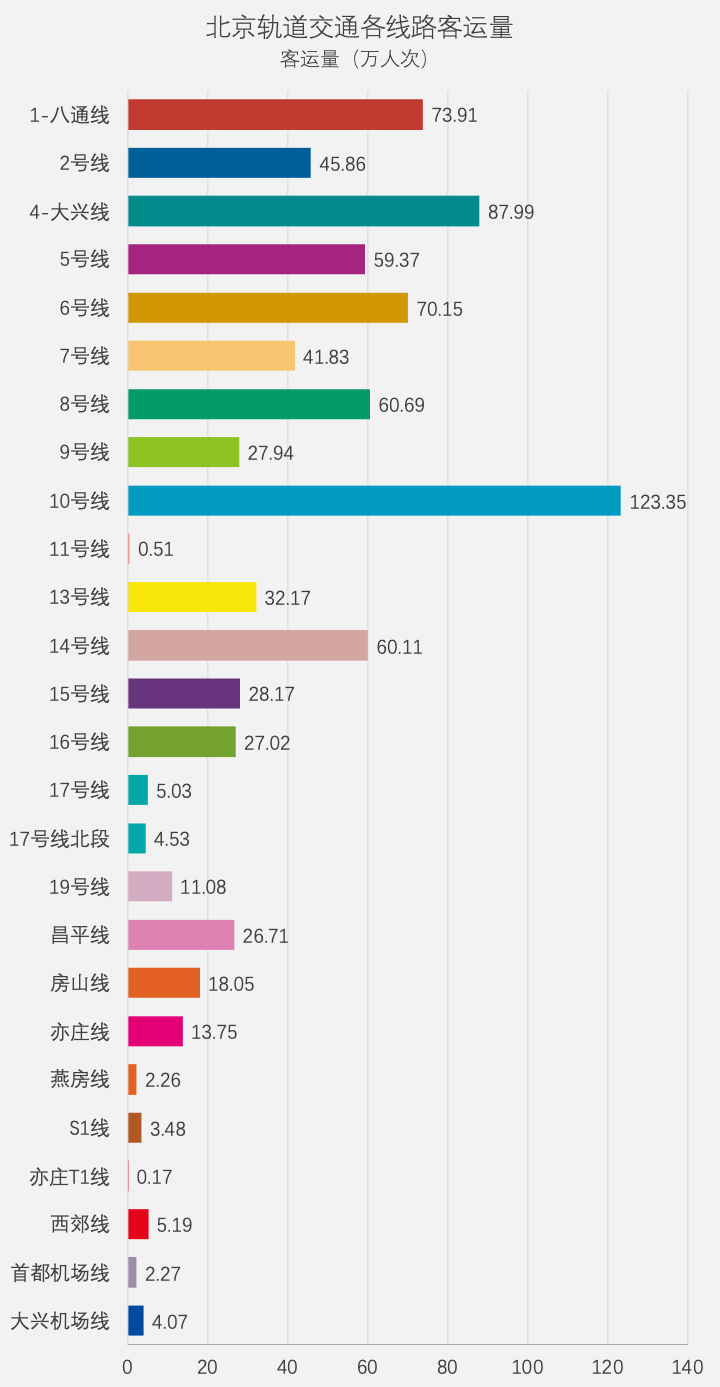 北京轨道交通各线路客运量
客运量（万人次）
1-八通线 73.91
2号线 45.86
4-大兴线 87.99
5号线 59.37
6号线 70.15
7号线 41.83
8号线 60.69
9号线 27.94
10号线 123.35
11号线 0.51
13号线 32.17
14号线 60.11
15号线 28.17
16号线 27.02
17号线 5.03
17号线北段 4.53
19号线 11.08
昌平线 26.71
房山线 18.05
亦庄线 13.75
燕房线 2.26
S1线 3.48
亦庄T1线 0.17
西郊线 5.19
首都机场线 2.27
大兴机场线 4.07
0 20 40 60 80 100 120 140